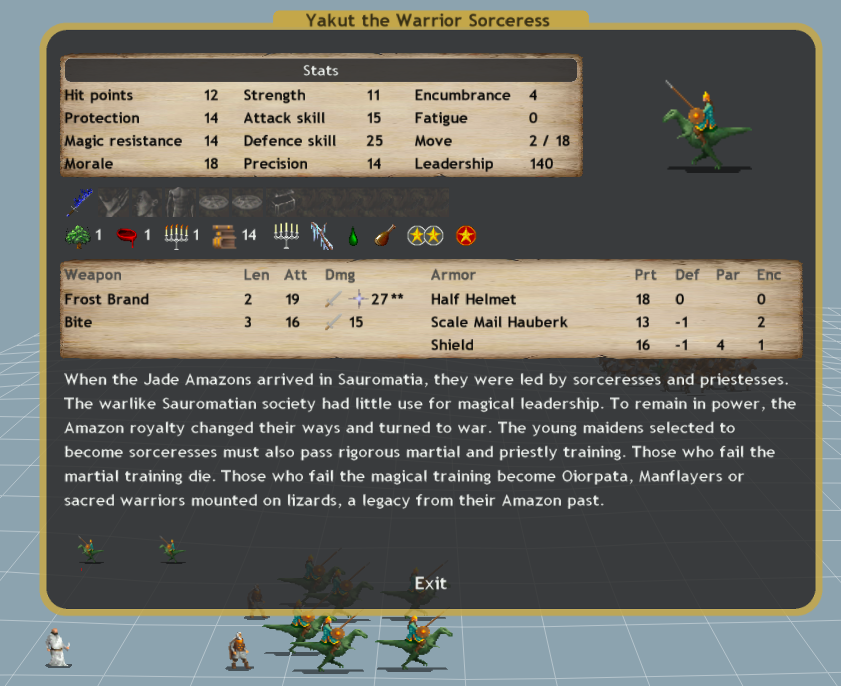 Yakut the Warrior Sorceress
Stats
Hit points 12 Strength 11 Encumbrance 4
Protection 14 Attack skill 15 Fatigue 0
Magic resistance 14 Defence skill 25 Move 2 / 18
Morale 18 Precision 14 Leadership 140
1 1 1 14
Weapon Len Att Dmg Armor Prt Def Par Enc
Frost Brand 2 19 27** Half Helmet 18 0 0
Bite 3 16 15 Scale Mail Hauberk 13 -1 2
Shield 16 -1 4 1
When the Jade Amazons arrived in Sauromatia, they were led by sorceresses and priestesses.
The warlike Sauromatian society had little use for magical leadership. To remain in power, the
Amazon royalty changed their ways and turned to war. The young maidens selected to
become sorceresses must also pass rigorous martial and priestly training. Those who fail the
martial training die. Those who fail the magical training become Oiorpata, Manflayers or
sacred warriors mounted on lizards, a legacy from their Amazon past.
Exit